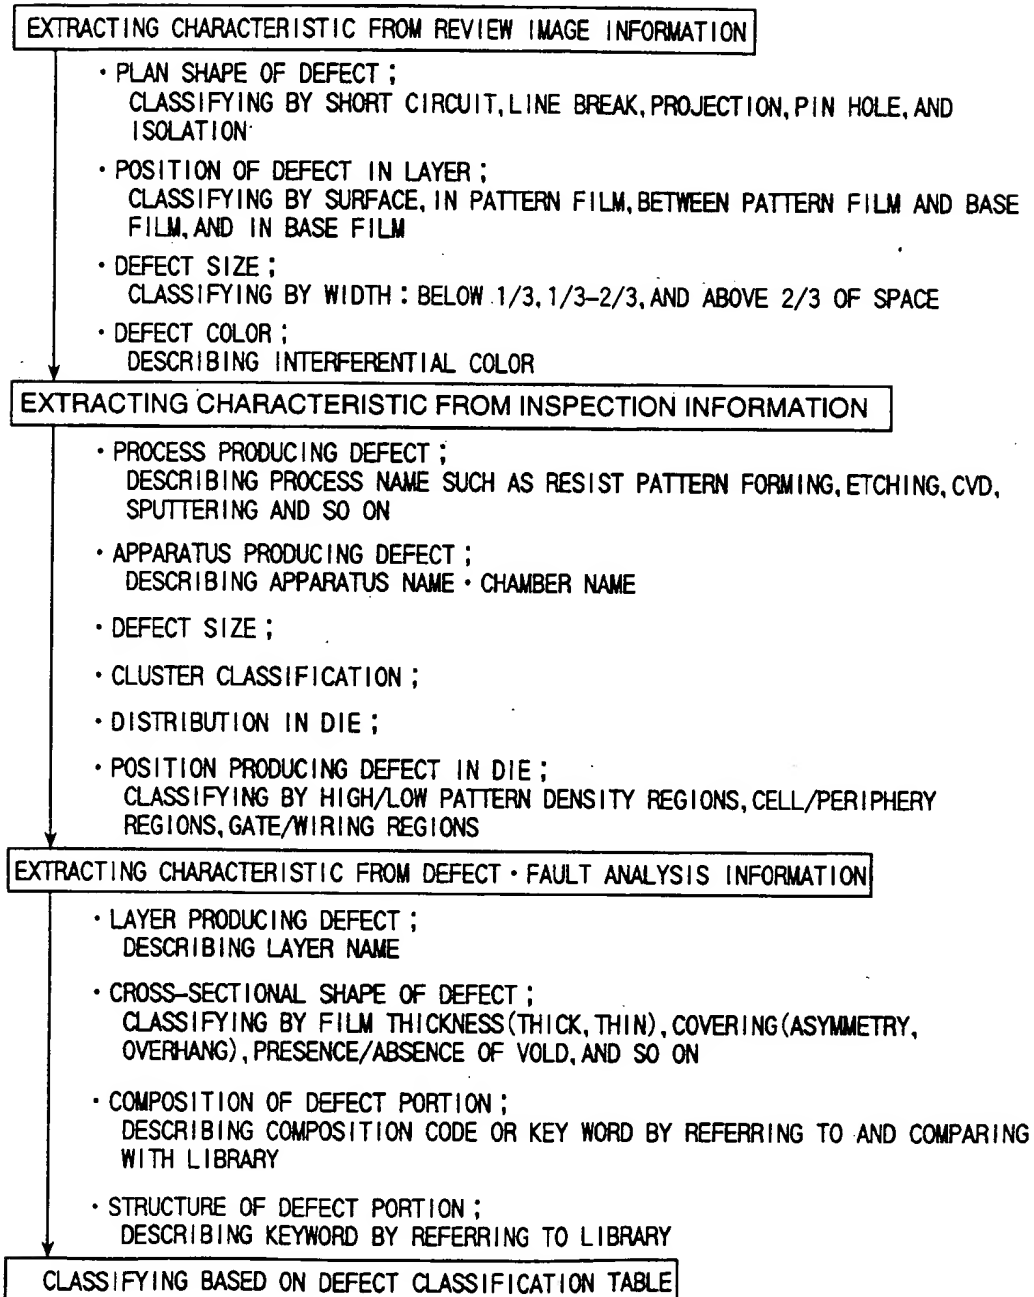 EXTRACTING CHARACTERISTIC FROM REVIEW IMAGE INFORMATION
・PLAN SHAPE OF DEFECT;
CLASSIFYING BY SHORT CIRCUIT, LINE BREAK, PROJECTION, PIN HOLE, AND
ISOLATION
・POSITION OF DEFECT IN LAYER;
CLASSIFYING BY SURFACE, IN PATTERN FILM, BETWEEN PATTERN FILM AND BASE
FILM, AND IN BASE FILM
・DEFECT SIZE;
CLASSIFYING BY WIDTH: BELOW 1/3, 1/3-2/3, AND ABOVE 2/3 OF SPACE
・DEFECT COLOR;
DESCRIBING INTERFERENTIAL COLOR
EXTRACTING CHARACTERISTIC FROM INSPECTION INFORMATION
・PROCESS PRODUCING DEFECT;
DESCRIBING PROCESS NAME SUCH AS RESIST PATTERN FORMING, ETCHING, CVD,
SPUTTERING AND SO ON
・APPARATUS PRODUCING DEFECT;
DESCRIBING APPARATUS NAME・CHAMBER NAME
・DEFECT SIZE;
・CLUSTER CLASSIFICATION;
・DISTRIBUTION IN DIE;
・POSITION PRODUCING DEFECT IN DIE;
CLASSIFYING BY HIGH/LOW PATTERN DENSITY REGIONS, CELL/PERIPHERY
REGIONS, GATE/WIRING REGIONS
EXTRACTING CHARACTERISTIC FROM DEFECT・FAULT ANALYSIS INFORMATION
・LAYER PRODUCING DEFECT;
DESCRIBING LAYER NAME
・CROSS-SECTIONAL SHAPE OF DEFECT;
CLASSIFYING BY FILM THICKNESS(THICK, THIN), COVERING(ASYMMETRY,
OVERHANG), PRESENCE/ABSENCE OF VOLD, AND SO ON
・COMPOSITION OF DEFECT PORTION;
DESCRIBING COMPOSITION CODE OR KEY WORD BY REFERRING TO AND COMPARING
WITH LIBRARY
・STRUCTURE OF DEFECT PORTION;
DESCRIBING KEYWORD BY REFERRING TO LIBRARY
CLASSIFYING BASED ON DEFECT CLASSIFICATION TABLE